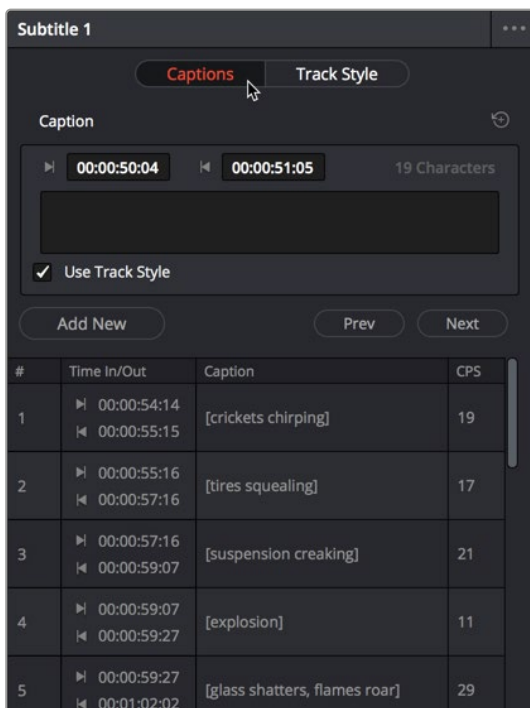 Subtitle 1
Captions Track Style
Caption
00:00:50:04 00:00:51:05 19 Characters
Use Track Style
Add New Prev Next
# Time In/Out Caption CPS
1 00:00:54:14 00:00:55:15 [crickets chirping] 19
2 00:00:55:16 00:00:57:16 [tires squealing] 17
3 00:00:57:16 00:00:59:07 [suspension creaking] 21
4 00:00:59:07 00:00:59:27 [explosion] 11
5 00:00:59:27 00:01:02:02 [glass shatters, flames roar] 29